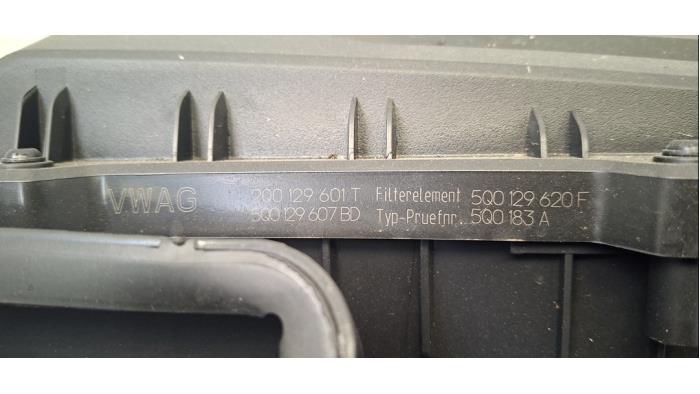 VWAG 2Q0 129 601 T Filterelement 5Q0 129 620 F
5Q0 129 607 BD Typ-Pruefnr. 5Q0 183 A